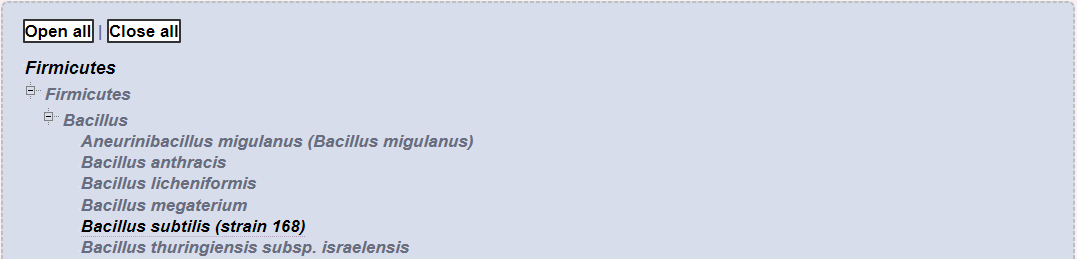 Open all | Close all
Firmicutes
Firmicutes
Bacillus
Aneurinibacillus migulanus (Bacillus migulanus)
Bacillus anthracis
Bacillus licheniformis
Bacillus megaterium
Bacillus subtilis (strain 168)
Bacillus thuringiensis subsp. israelensis